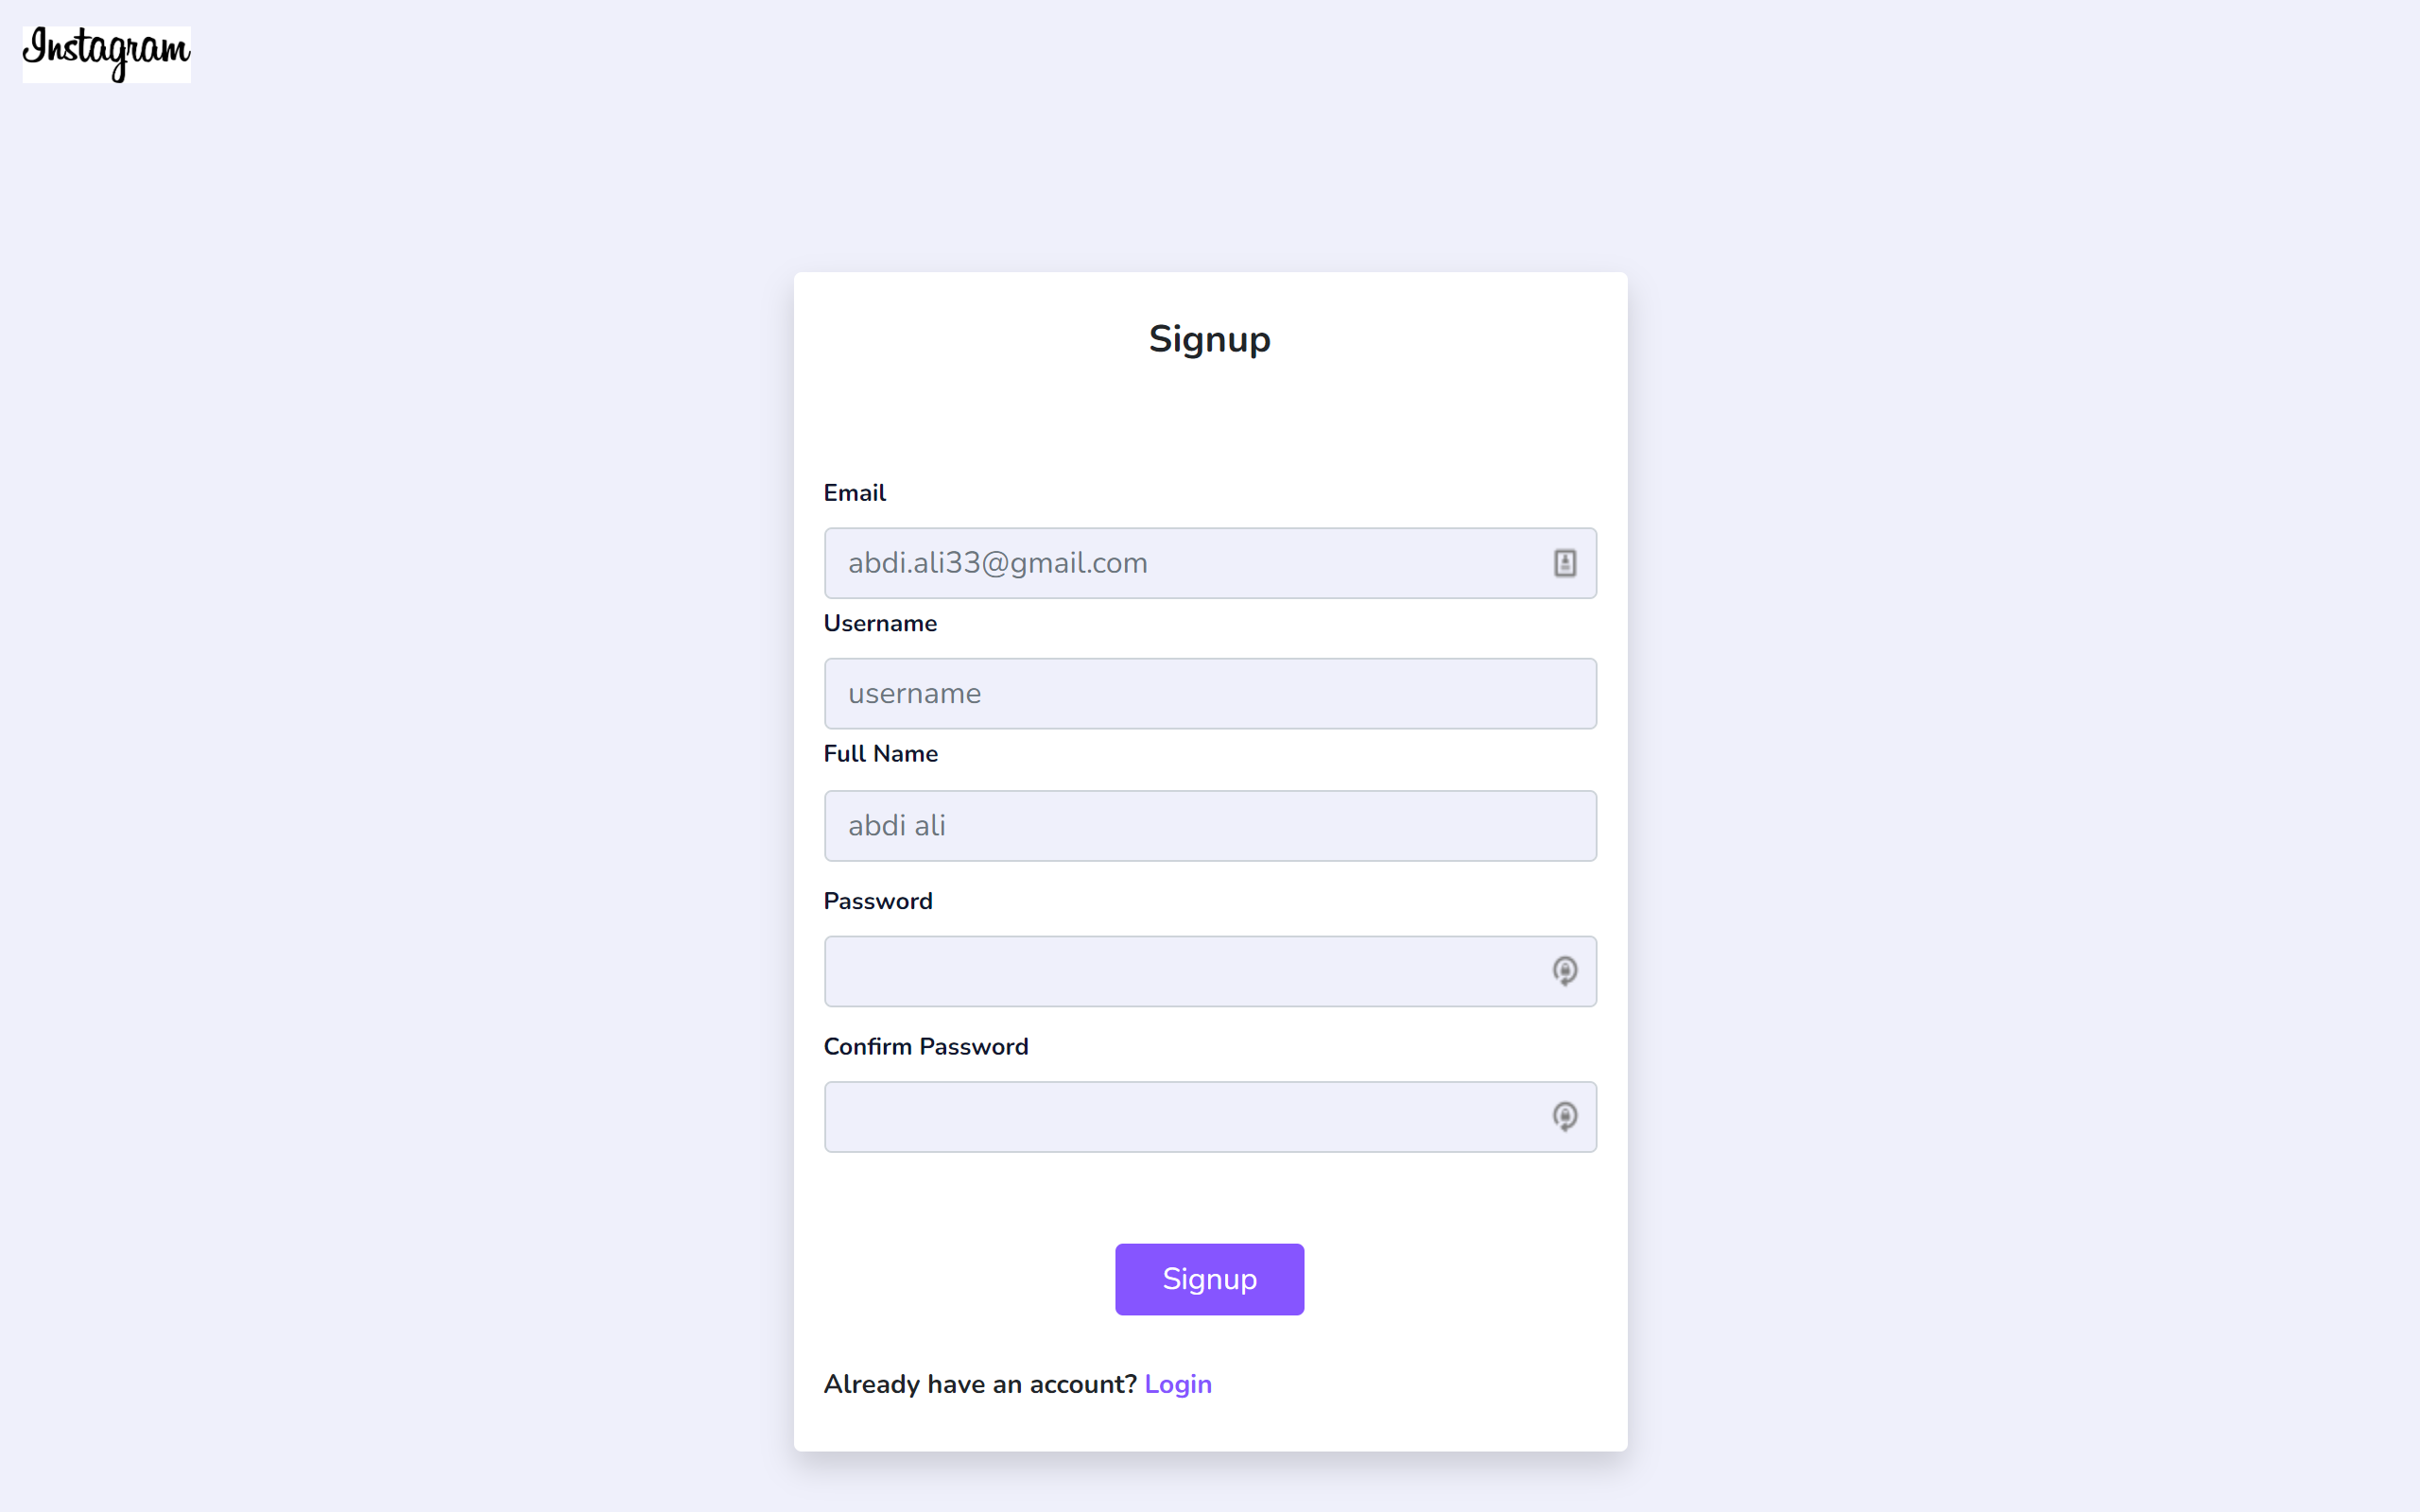 Instagram
Signup
Email
abdi.ali33@gmail.com
Username
username
Full Name
abdi ali
Password
Confirm Password
Signup
Already have an account? Login